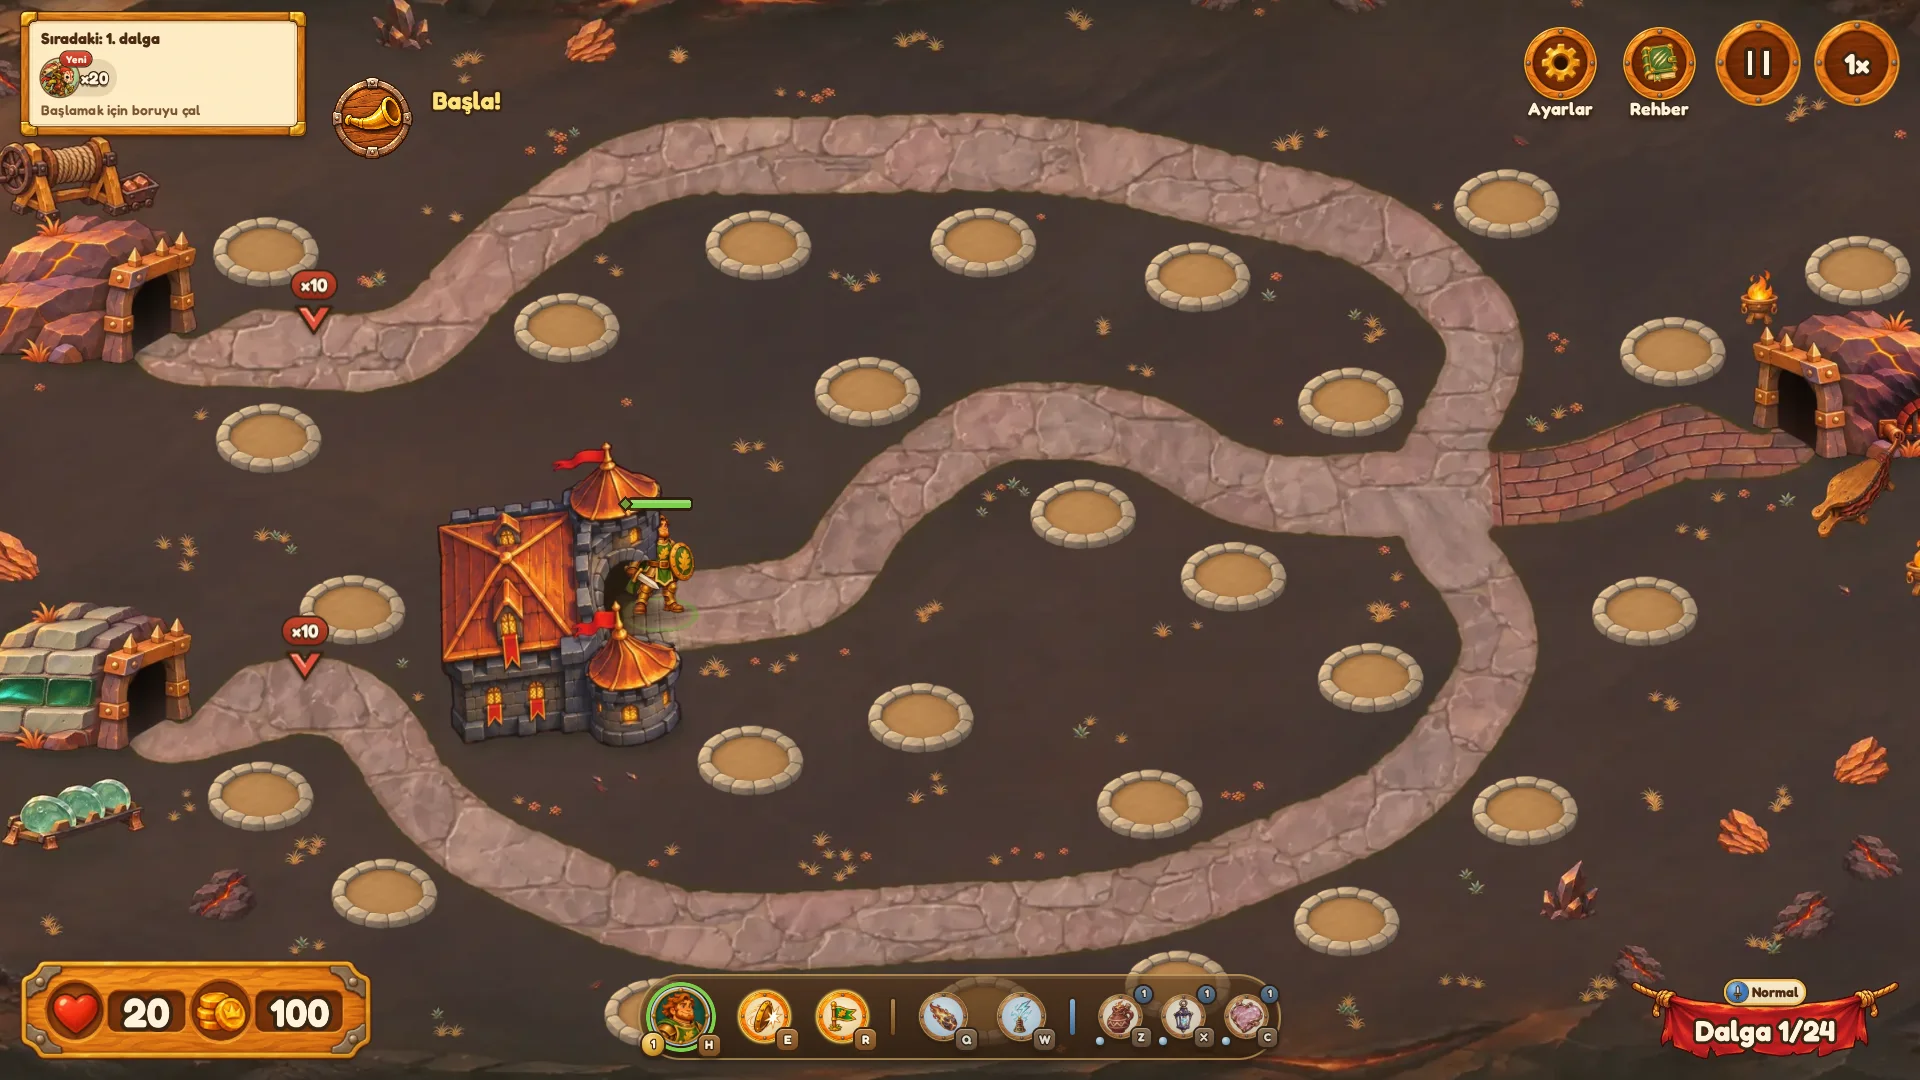 Sıradaki: 1. dalga
Yeni
x20
Başlamak için boruyu çal
Başla!
Ayarlar
Rehber
1x
x10
x10
20
100
1
H
E
R
Q
W
1
Z
1
X
1
C
Normal
Dalga 1/24